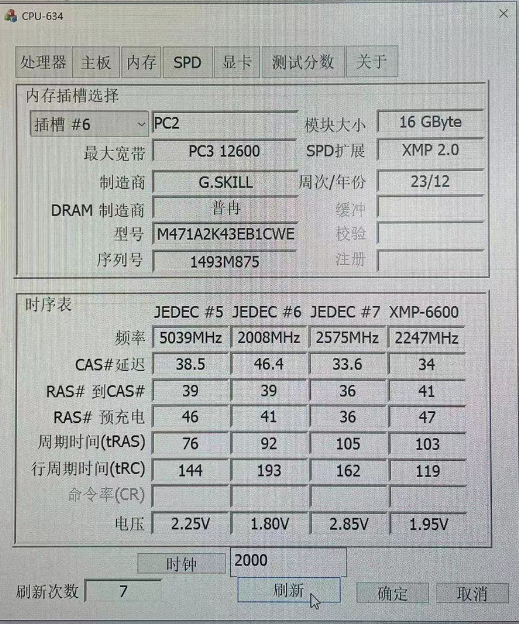 CPU-634
处理器 主板 内存 SPD 显卡 测试分数 关于
内存插槽选择
插槽 #6 PC2 模块大小 16 GByte
最大宽带 PC3 12600 SPD扩展 XMP 2.0
制造商 G.SKILL 周次/年份 23/12
DRAM 制造商 普冉 缓冲
型号 M471A2K43EB1CWE 校验
序列号 1493M875 注册
时序表
JEDEC #5 JEDEC #6 JEDEC #7 XMP-6600
频率 5039MHz 2008MHz 2575MHz 2247MHz
CAS#延迟 38.5 46.4 33.6 34
RAS# 到CAS# 39 39 36 41
RAS# 预充电 46 41 36 47
周期时间(tRAS) 76 92 105 103
行周期时间(tRC) 144 193 162 119
命令率(CR)
电压 2.25V 1.80V 2.85V 1.95V
时钟 2000
刷新次数 7 刷新 确定 取消